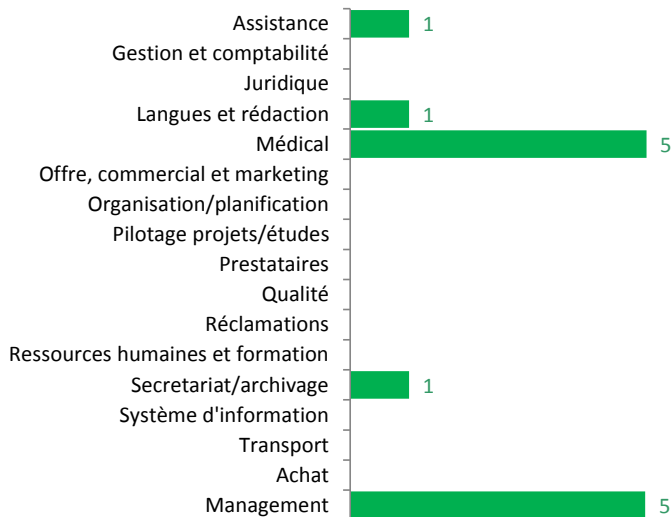 Assistance 1
Gestion et comptabilité
Juridique
Langues et rédaction 1
Médical 5
Offre, commercial et marketing
Organisation/planification
Pilotage projets/études
Prestataires
Qualité
Réclamations
Ressources humaines et formation
Secretariat/archivage 1
Système d'information
Transport
Achat
Management 5